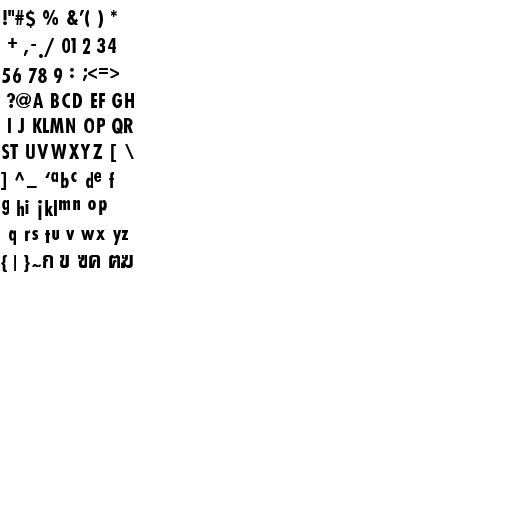 !"#$ % &'( ) *
+ ,-./ 01 2 34
56 78 9 : ;<=>
?@A BCD EF GH
I J KLMN OP QR
ST UVWXYZ [ \
] ^_ ‘abc de f
g hi jklmn op
q rs tu v wx yz
{ | }~ก ข ฃค ฅฆ